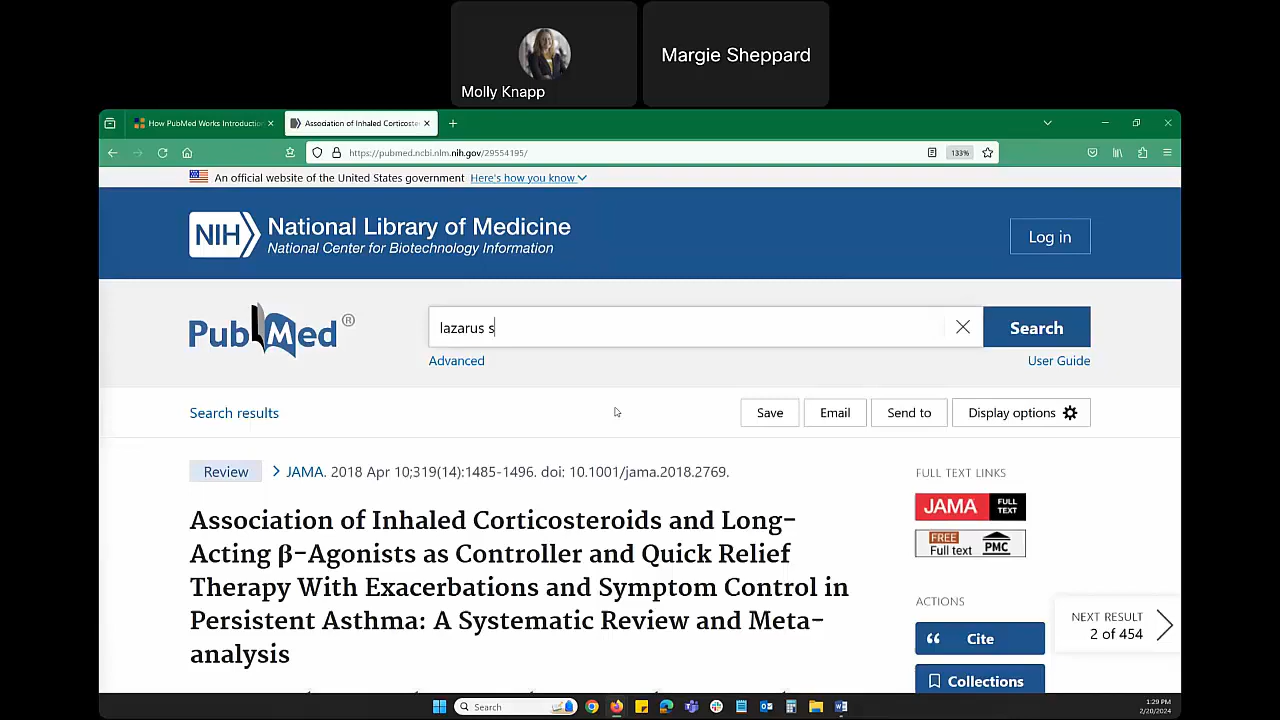 Molly Knapp
Margie Sheppard
How PubMed Works Introduction
Association of Inhaled Corticoste
https://pubmed.ncbi.nlm.nih.gov/29554195/
133%
An official website of the United States government Here's how you know
NIH National Library of Medicine
National Center for Biotechnology Information
Log in
PubMed®
lazarus s
Search
Advanced
User Guide
Search results
Save
Email
Send to
Display options
Review
JAMA. 2018 Apr 10;319(14):1485-1496. doi: 10.1001/jama.2018.2769.
Association of Inhaled Corticosteroids and Long-
Acting β-Agonists as Controller and Quick Relief
Therapy With Exacerbations and Symptom Control in
Persistent Asthma: A Systematic Review and Meta-
analysis
FULL TEXT LINKS
JAMA FULL TEXT
FREE Full text PMC
ACTIONS
Cite
Collections
NEXT RESULT
2 of 454
Search
1:29 PM
2/20/2024